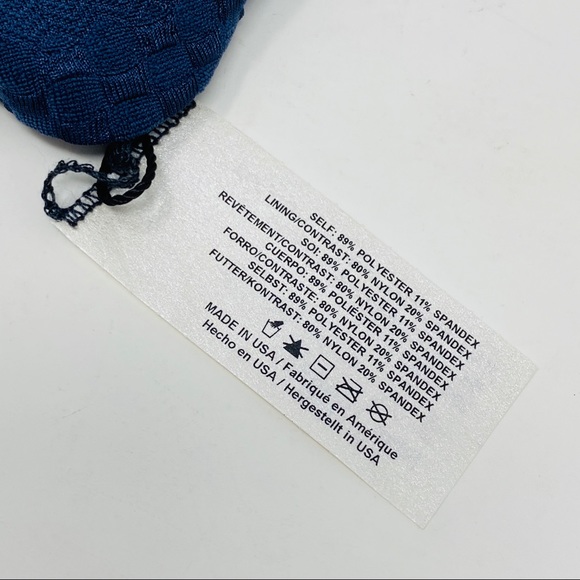 SELF: 89% POLYESTER 11% SPANDEX
LINING/CONTRAST: 80% NYLON 20% SPANDEX
SOI: 89% POLYESTER 11% SPANDEX
REVÊTEMENT/CONTRAST: 80% NYLON 20% SPANDEX
CUERPO: 89% POLIESTER 11% SPANDEX
FORRO/CONTRASTE: 80% NYLON 20% SPANDEX
SELBST: 89% POLYESTER 11% SPANDEX
FUTTER/KONTRAST: 80% NYLON 20% SPANDEX
MADE IN USA / Fabriqué en Amérique
Hecho en USA / Hergestellt in USA